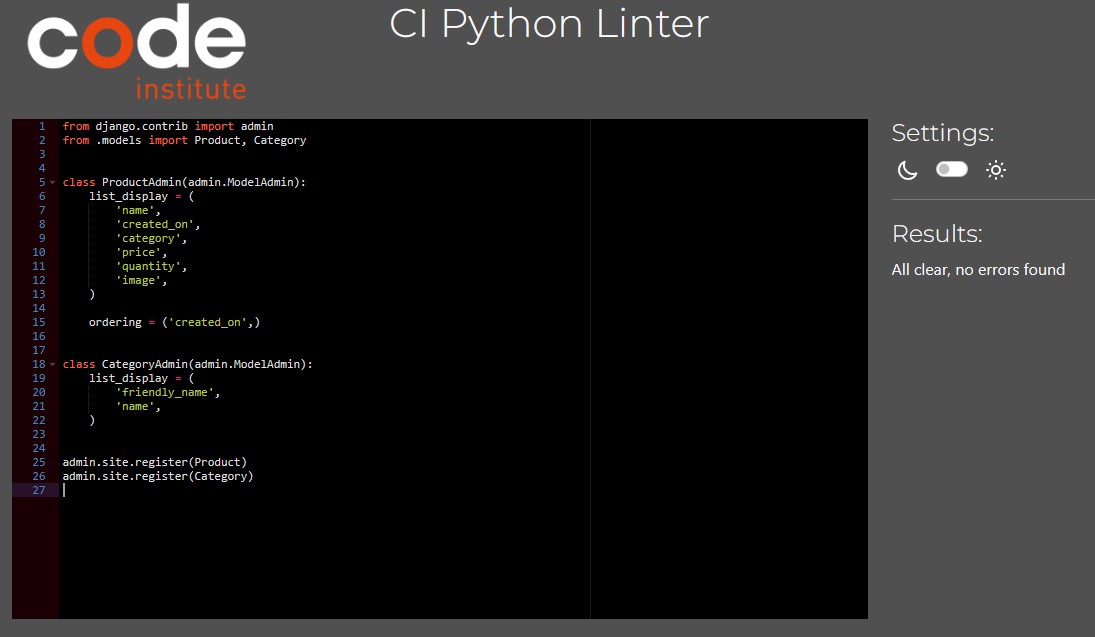 code
institute
CI Python Linter
1 from django.contrib import admin
2 from .models import Product, Category
3
4
5 class ProductAdmin(admin.ModelAdmin):
6     list_display = (
7         'name',
8         'created_on',
9         'category',
10         'price',
11         'quantity',
12         'image',
13     )
14
15     ordering = ('created_on',)
16
17
18 class CategoryAdmin(admin.ModelAdmin):
19     list_display = (
20         'friendly_name',
21         'name',
22     )
23
24
25 admin.site.register(Product)
26 admin.site.register(Category)
27
Settings:
Results:
All clear, no errors found